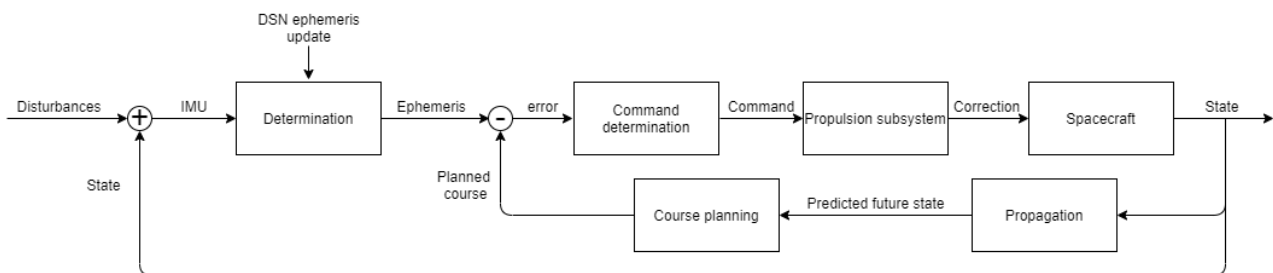 DSN ephemeris
update
Disturbances
+
IMU
Determination
Ephemeris
-
error
Command
determination
Command
Propulsion subsystem
Correction
Spacecraft
State
State
Planned
course
Course planning
Predicted future state
Propagation